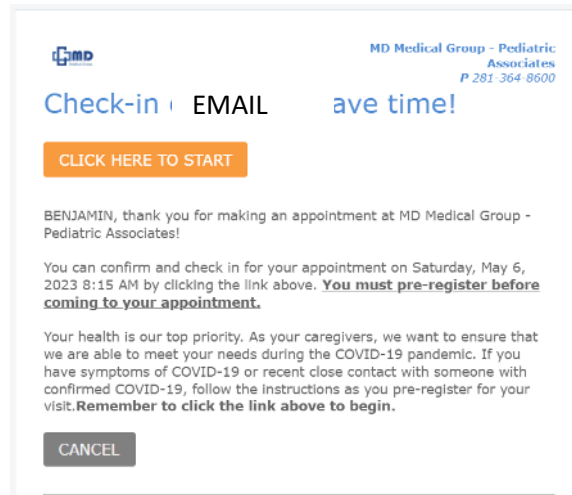 MD
MD Medical Group - Pediatric
Associates
P 281-364-8600
Check-in EMAIL ave time!
CLICK HERE TO START
BENJAMIN, thank you for making an appointment at MD Medical Group -
Pediatric Associates!
You can confirm and check in for your appointment on Saturday, May 6,
2023 8:15 AM by clicking the link above. You must pre-register before
coming to your appointment.
Your health is our top priority. As your caregivers, we want to ensure that
we are able to meet your needs during the COVID-19 pandemic. If you
have symptoms of COVID-19 or recent close contact with someone with
confirmed COVID-19, follow the instructions as you pre-register for your
visit.Remember to click the link above to begin.
CANCEL